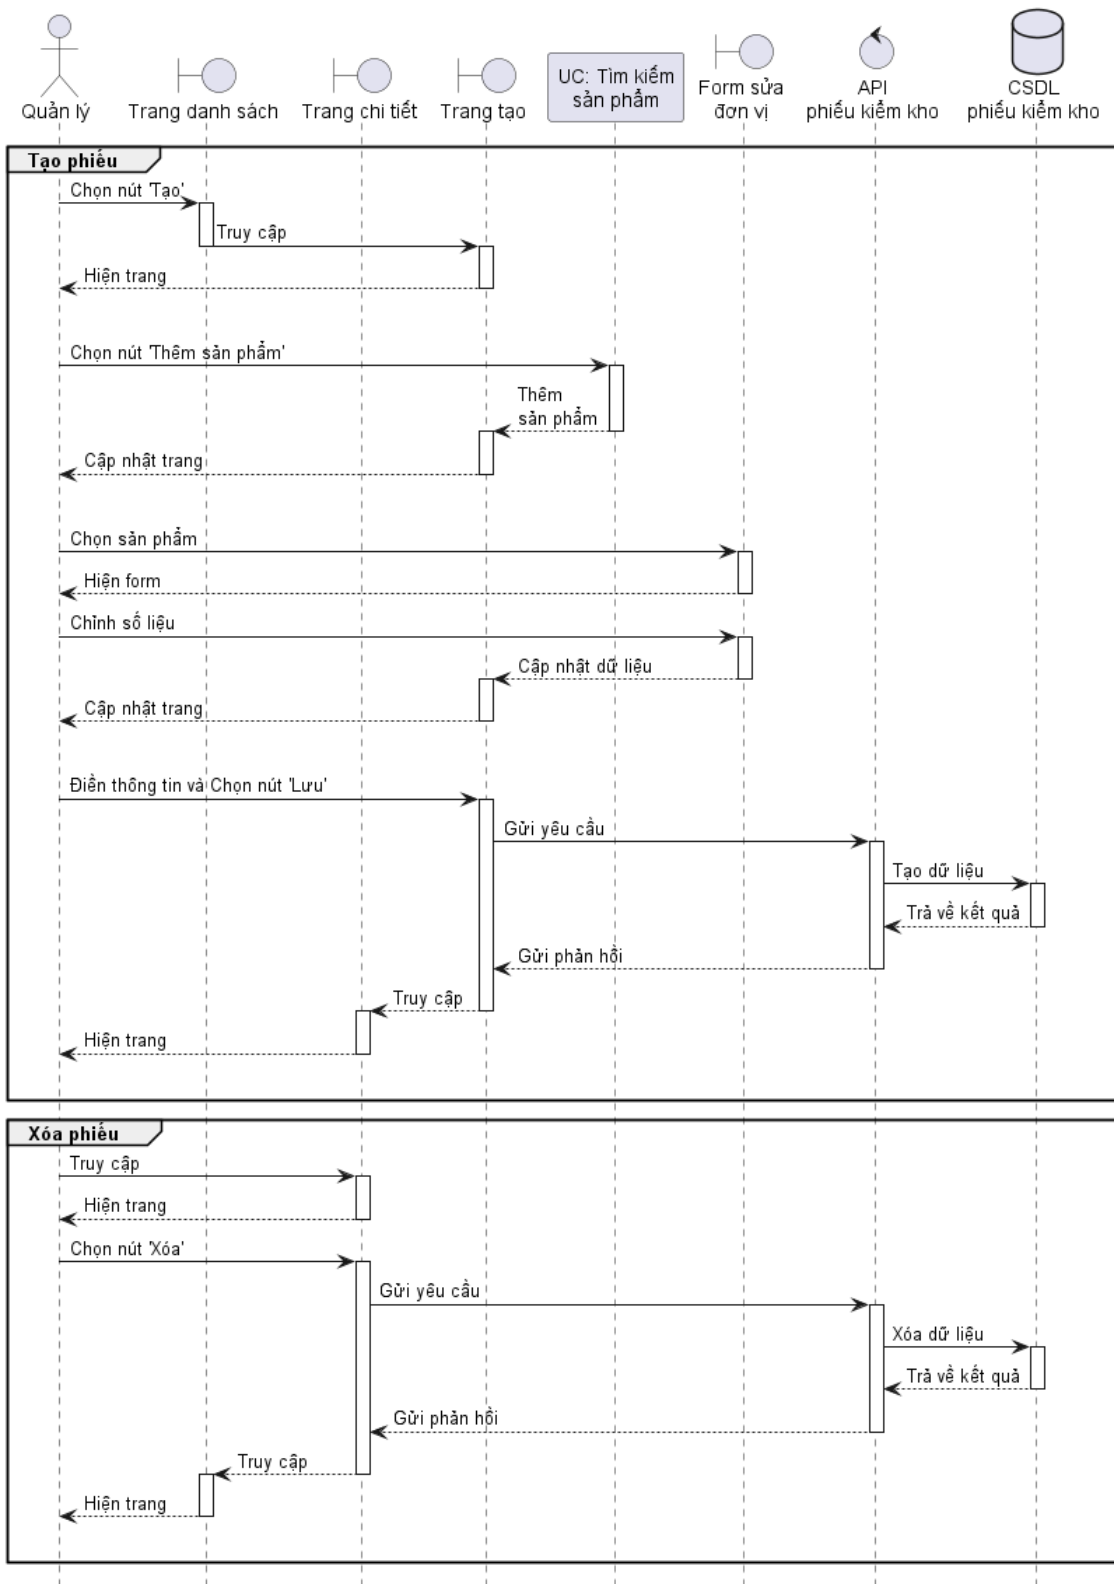 Quản lý
Trang danh sách
Trang chi tiết
Trang tạo
UC: Tìm kiếm
sản phẩm
Form sửa
đơn vị
API
phiếu kiểm kho
CSDL
phiếu kiểm kho
Tạo phiếu
Chọn nút 'Tạo'
Truy cập
Hiện trang
Chọn nút 'Thêm sản phẩm'
Thêm
sản phẩm
Cập nhật trang
Chọn sản phẩm
Hiện form
Chỉnh số liệu
Cập nhật dữ liệu
Cập nhật trang
Điền thông tin và Chọn nút 'Lưu'
Gửi yêu cầu
Tạo dữ liệu
Trả về kết quả
Gửi phản hồi
Truy cập
Hiện trang
Xóa phiếu
Truy cập
Hiện trang
Chọn nút 'Xóa'
Gửi yêu cầu
Xóa dữ liệu
Trả về kết quả
Gửi phản hồi
Truy cập
Hiện trang